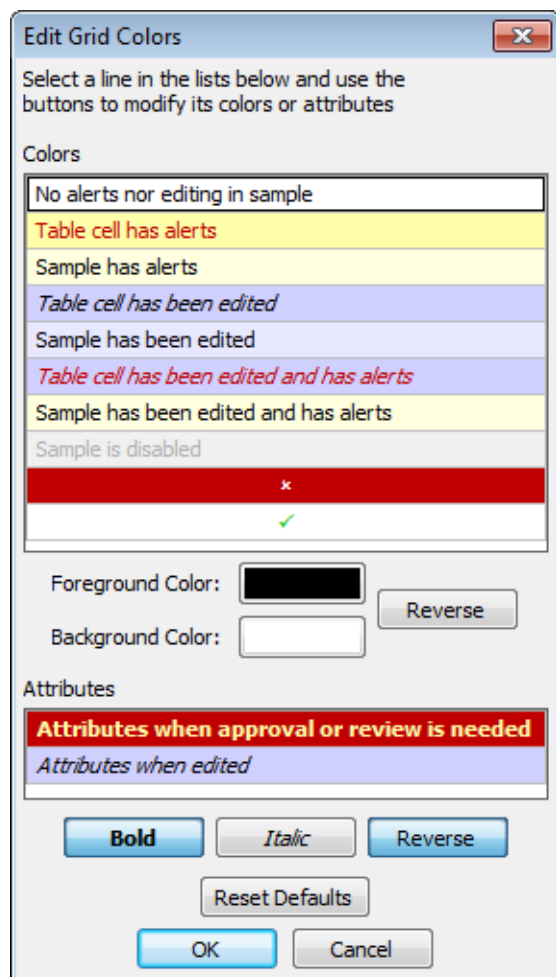 Edit Grid Colors
Select a line in the lists below and use the
buttons to modify its colors or attributes
Colors
No alerts nor editing in sample
Table cell has alerts
Sample has alerts
Table cell has been edited
Sample has been edited
Table cell has been edited and has alerts
Sample has been edited and has alerts
Sample is disabled
Foreground Color:
Reverse
Background Color:
Attributes
Attributes when approval or review is needed
Attributes when edited
Bold Italic Reverse
Reset Defaults
OK Cancel